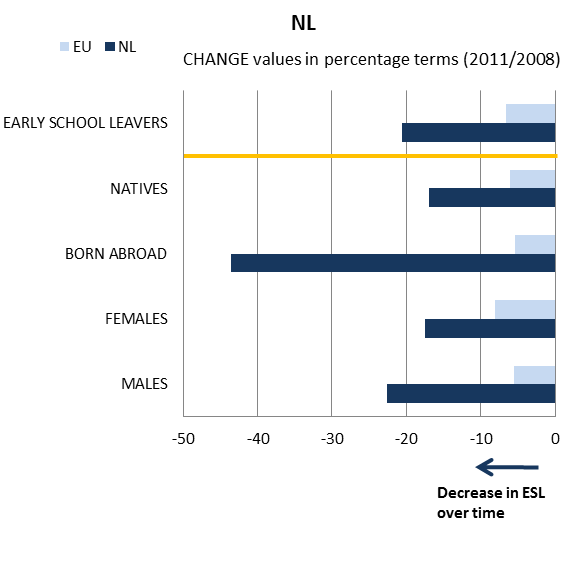 NL
EU NL
CHANGE values in percentage terms (2011/2008)
EARLY SCHOOL LEAVERS
NATIVES
BORN ABROAD
FEMALES
MALES
-50 -40 -30 -20 -10 0
Decrease in ESL
over time